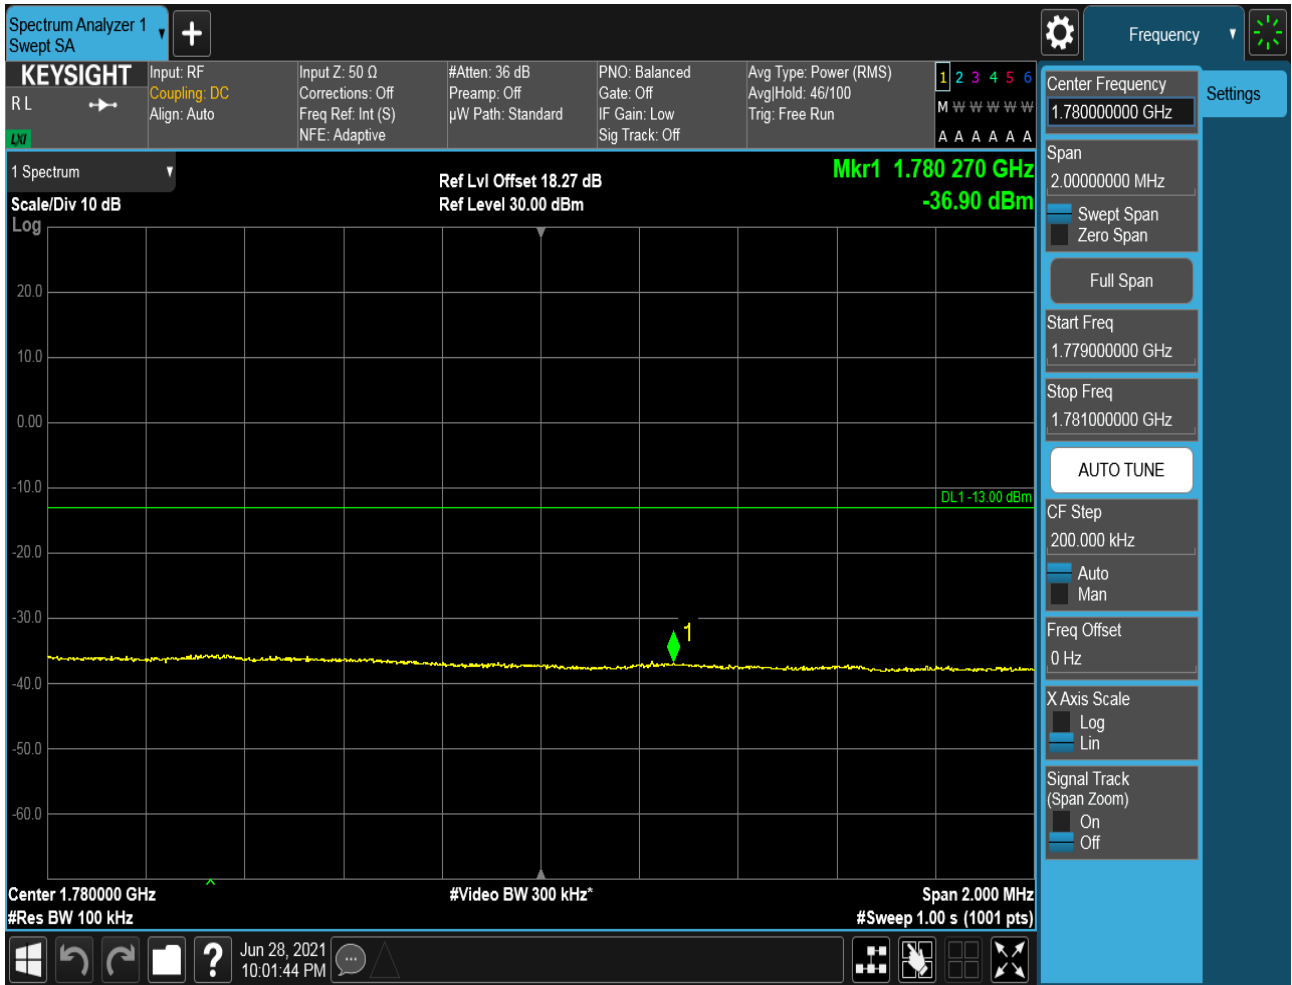 Spectrum Analyzer 1
Swept SA
Frequency
KEYSIGHT
R L
LXI
Input: RF
Coupling: DC
Align: Auto
Input Z: 50 Ω
Corrections: Off
Freq Ref: Int (S)
NFE: Adaptive
#Atten: 36 dB
Preamp: Off
µW Path: Standard
PNO: Balanced
Gate: Off
IF Gain: Low
Sig Track: Off
Avg Type: Power (RMS)
Avg|Hold: 46/100
Trig: Free Run
1 2 3 4 5 6
M W W W W W
A A A A A A
1 Spectrum
Scale/Div 10 dB
Log
Ref Lvl Offset 18.27 dB
Ref Level 30.00 dBm
Mkr1 1.780 270 GHz
-36.90 dBm
20.0
10.0
0.00
-10.0
DL1 -13.00 dBm
-20.0
-30.0
1
-40.0
-50.0
-60.0
Center 1.780000 GHz
#Video BW 300 kHz*
Span 2.000 MHz
#Res BW 100 kHz
#Sweep 1.00 s (1001 pts)
Jun 28, 2021
10:01:44 PM
Center Frequency
1.780000000 GHz
Settings
Span
2.00000000 MHz
Swept Span
Zero Span
Full Span
Start Freq
1.779000000 GHz
Stop Freq
1.781000000 GHz
AUTO TUNE
CF Step
200.000 kHz
Auto
Man
Freq Offset
0 Hz
X Axis Scale
Log
Lin
Signal Track
(Span Zoom)
On
Off